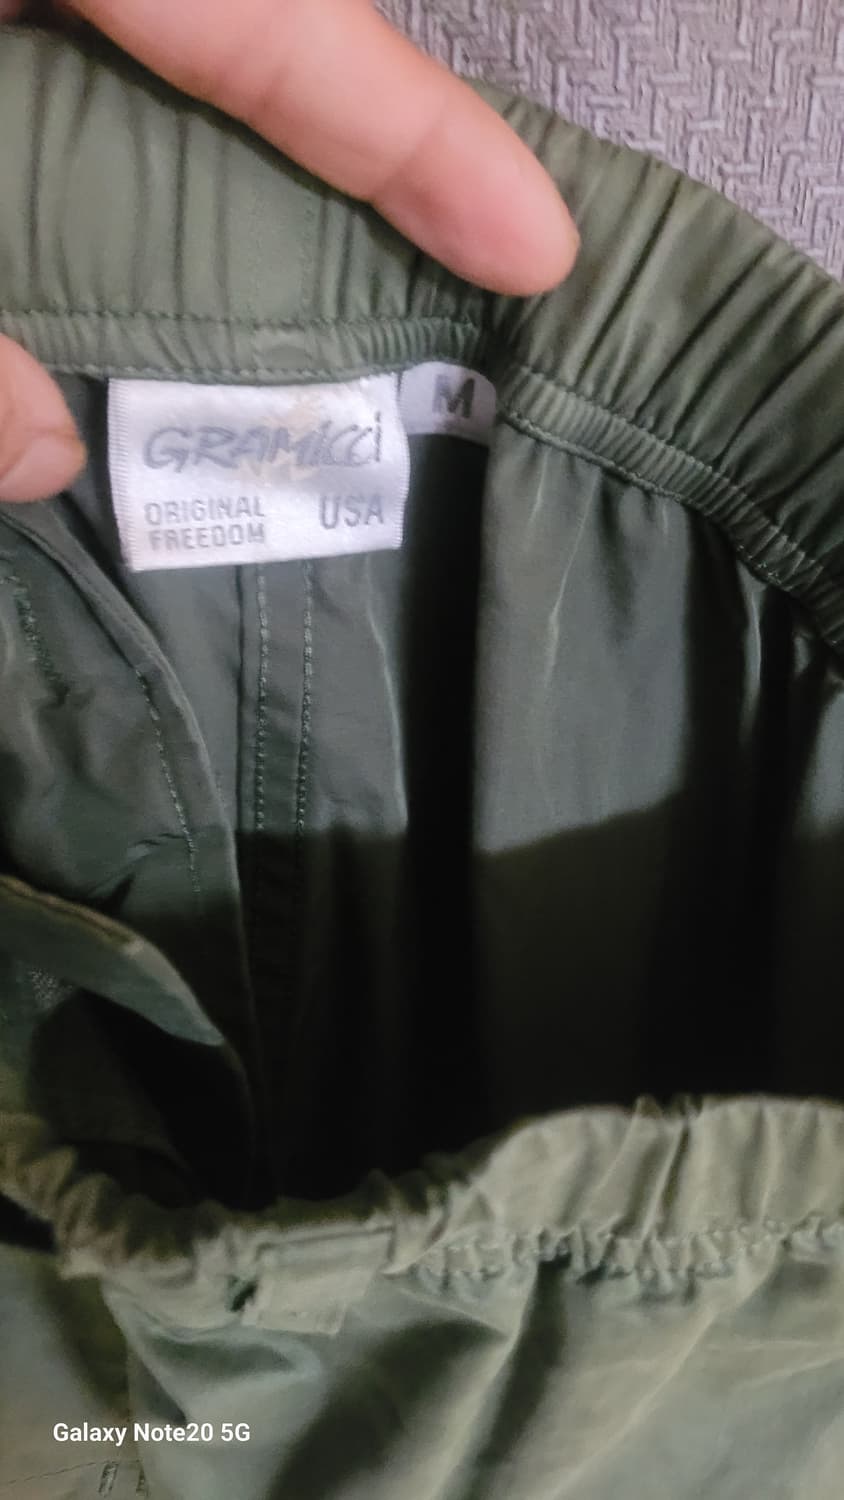 GRAMiCCi
M
ORIGINAL FREEDOM
USA
Galaxy Note20 5G